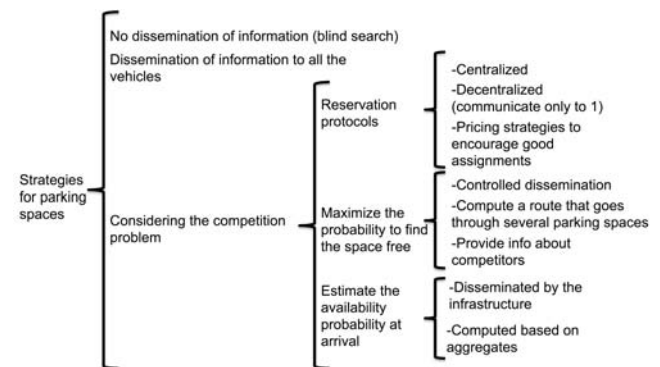 Strategies
for parking
spaces
No dissemination of information (blind search)
Dissemination of information to all the
vehicles
Considering the competition
problem
Reservation
protocols
-Centralized
-Decentralized
(communicate only to 1)
-Pricing strategies to
encourage good
assignments
Maximize the
probability to find
the space free
-Controlled dissemination
-Compute a route that goes
through several parking spaces
-Provide info about
competitors
Estimate the
availability
probability at
arrival
-Disseminated by the
infrastructure
-Computed based on
aggregates